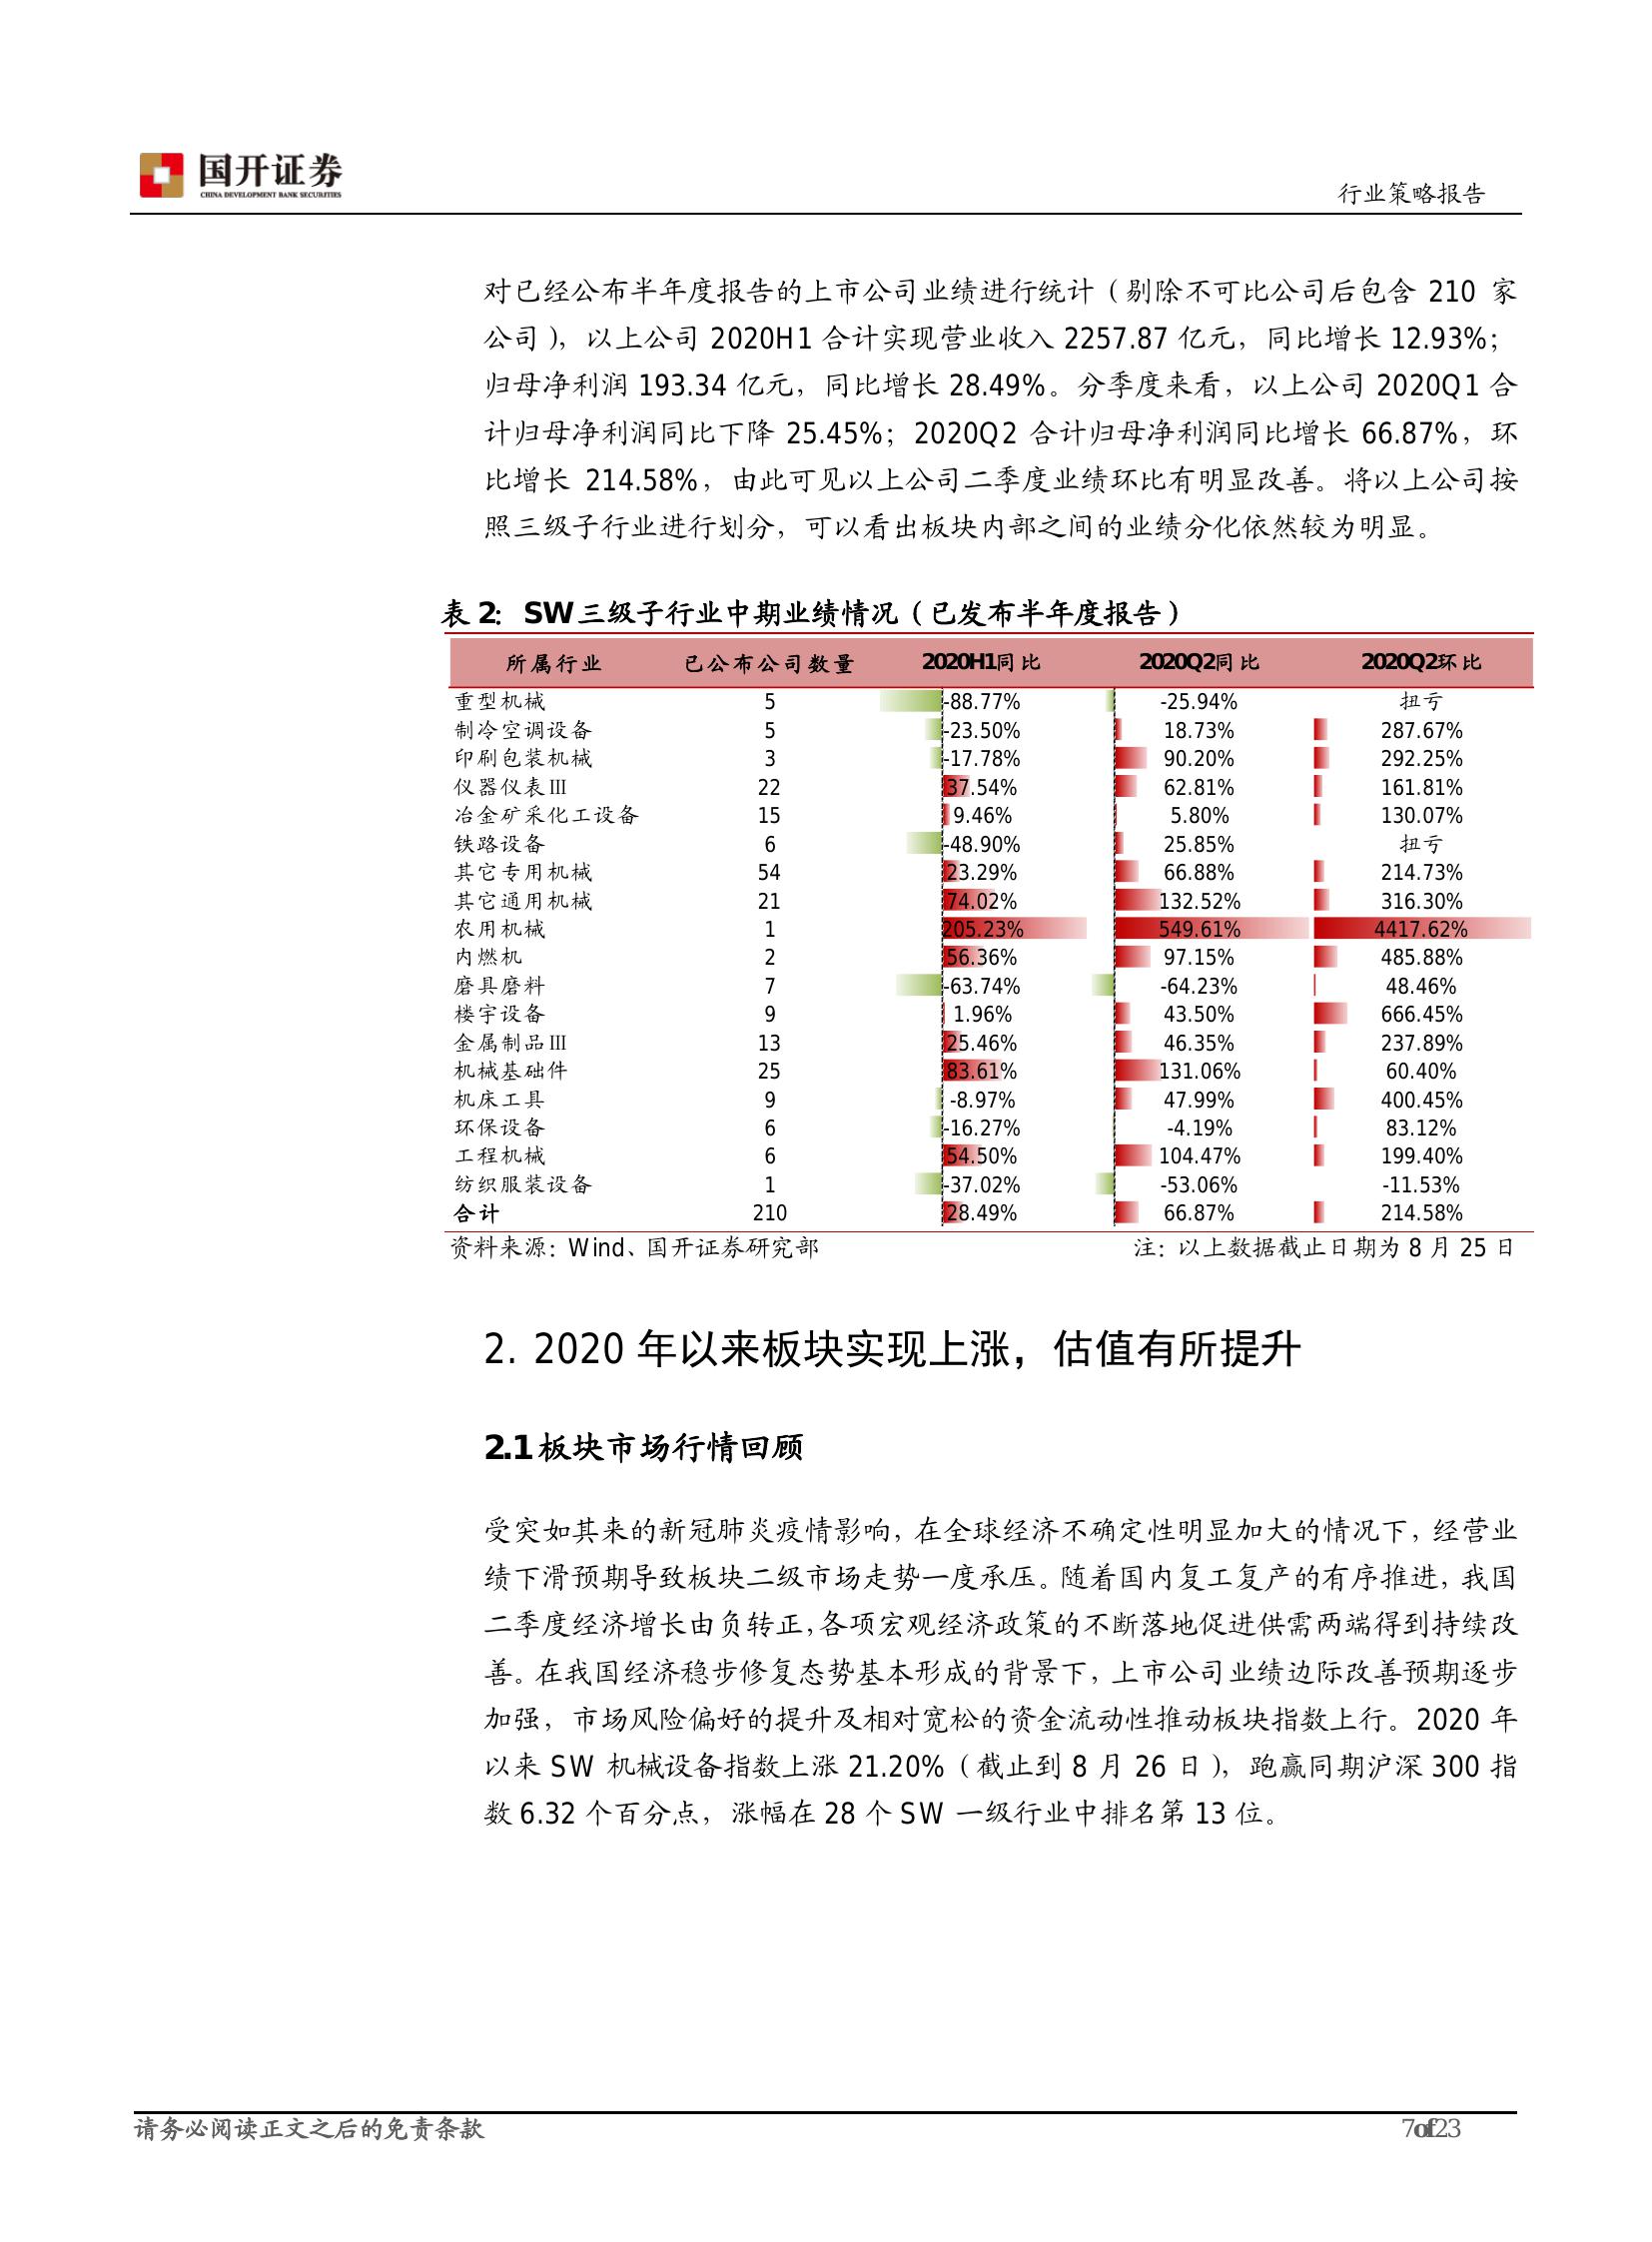 国开证券
CHINA DEVELOPMENT BANK SECURITIES
行业策略报告
对已经公布半年度报告的上市公司业绩进行统计（剔除不可比公司后包含 210 家
公司），以上公司 2020H1 合计实现营业收入 2257.87 亿元，同比增长 12.93%；
归母净利润 193.34 亿元，同比增长 28.49%。分季度来看，以上公司 2020Q1 合
计归母净利润同比下降 25.45%；2020Q2 合计归母净利润同比增长 66.87%，环
比增长 214.58%，由此可见以上公司二季度业绩环比有明显改善。将以上公司按
照三级子行业进行划分，可以看出板块内部之间的业绩分化依然较为明显。
表 2：SW 三级子行业中期业绩情况（已发布半年度报告）
所属行业 已公布公司数量 2020H1同比 2020Q2同比 2020Q2环比
重型机械 5 -88.77% -25.94% 扭亏
制冷空调设备 5 -23.50% 18.73% 287.67%
印刷包装机械 3 -17.78% 90.20% 292.25%
仪器仪表Ⅲ 22 37.54% 62.81% 161.81%
冶金矿采化工设备 15 9.46% 5.80% 130.07%
铁路设备 6 -48.90% 25.85% 扭亏
其它专用机械 54 23.29% 66.88% 214.73%
其它通用机械 21 74.02% 132.52% 316.30%
农用机械 1 205.23% 549.61% 4417.62%
内燃机 2 56.36% 97.15% 485.88%
磨具磨料 7 -63.74% -64.23% 48.46%
楼宇设备 9 1.96% 43.50% 666.45%
金属制品Ⅲ 13 25.46% 46.35% 237.89%
机械基础件 25 83.61% 131.06% 60.40%
机床工具 9 -8.97% 47.99% 400.45%
环保设备 6 -16.27% -4.19% 83.12%
工程机械 6 54.50% 104.47% 199.40%
纺织服装设备 1 -37.02% -53.06% -11.53%
合计 210 28.49% 66.87% 214.58%
资料来源：Wind、国开证券研究部 注：以上数据截止日期为 8 月 25 日
2. 2020 年以来板块实现上涨，估值有所提升
2.1 板块市场行情回顾
受突如其来的新冠肺炎疫情影响，在全球经济不确定性明显加大的情况下，经营业
绩下滑预期导致板块二级市场走势一度承压。随着国内复工复产的有序推进，我国
二季度经济增长由负转正，各项宏观经济政策的不断落地促进供需两端得到持续改
善。在我国经济稳步修复态势基本形成的背景下，上市公司业绩边际改善预期逐步
加强，市场风险偏好的提升及相对宽松的资金流动性推动板块指数上行。2020 年
以来 SW 机械设备指数上涨 21.20%（截止到 8 月 26 日），跑赢同期沪深 300 指
数 6.32 个百分点，涨幅在 28 个 SW 一级行业中排名第 13 位。
请务必阅读正文之后的免责条款 7of23